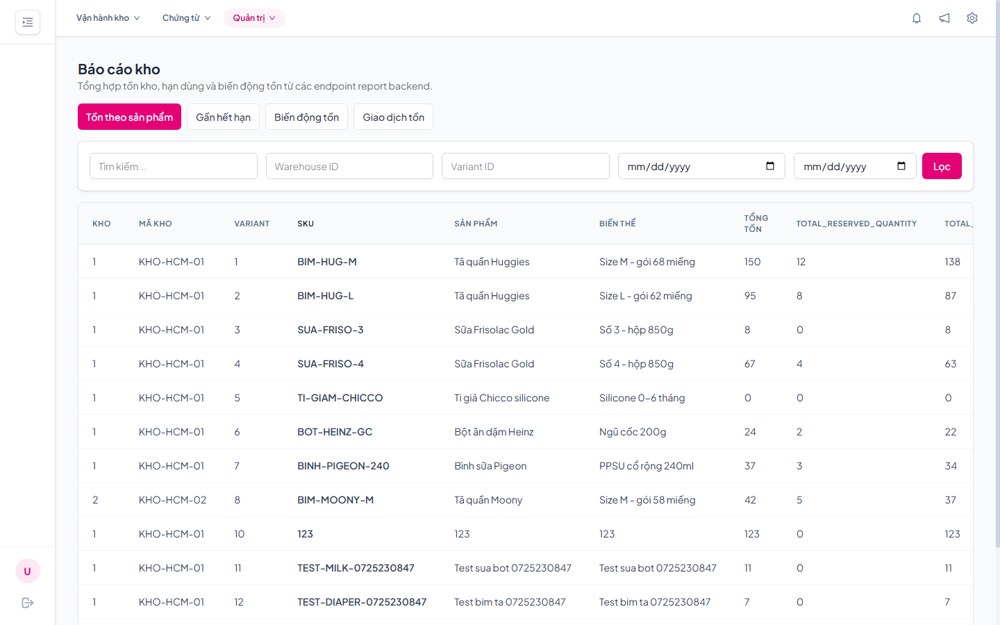 Vận hành kho
Chứng từ
Quản trị
Báo cáo kho
Tổng hợp tồn kho, hạn dùng và biến động tồn từ các endpoint report backend.
Tồn theo sản phẩm
Gần hết hạn
Biến động tồn
Giao dịch tồn
Tìm kiếm...
Warehouse ID
Variant ID
mm/dd/yyyy
mm/dd/yyyy
Lọc
KHO MÃ KHO VARIANT SKU SẢN PHẨM BIẾN THỂ TỔNG TỒN TOTAL_RESERVED_QUANTITY TOTAL_
1 KHO-HCM-01 1 BIM-HUG-M Tã quần Huggies Size M - gói 68 miếng 150 12 138
1 KHO-HCM-01 2 BIM-HUG-L Tã quần Huggies Size L - gói 62 miếng 95 8 87
1 KHO-HCM-01 3 SUA-FRISO-3 Sữa Frisolac Gold Số 3 - hộp 850g 8 0 8
1 KHO-HCM-01 4 SUA-FRISO-4 Sữa Frisolac Gold Số 4 - hộp 850g 67 4 63
1 KHO-HCM-01 5 TI-GIAM-CHICCO Ti giả Chicco silicone Silicone 0–6 tháng 0 0 0
1 KHO-HCM-01 6 BOT-HEINZ-GC Bột ăn dặm Heinz Ngũ cốc 200g 24 2 22
1 KHO-HCM-01 7 BINH-PIGEON-240 Bình sữa Pigeon PPSU cổ rộng 240ml 37 3 34
2 KHO-HCM-02 8 BIM-MOONY-M Tã quần Moony Size M - gói 58 miếng 42 5 37
1 KHO-HCM-01 10 123 123 123 123 0 123
1 KHO-HCM-01 11 TEST-MILK-0725230847 Test sua bot 0725230847 Test sua bot 0725230847 11 0 11
1 KHO-HCM-01 12 TEST-DIAPER-0725230847 Test bim ta 0725230847 Test bim ta 0725230847 7 0 7
U